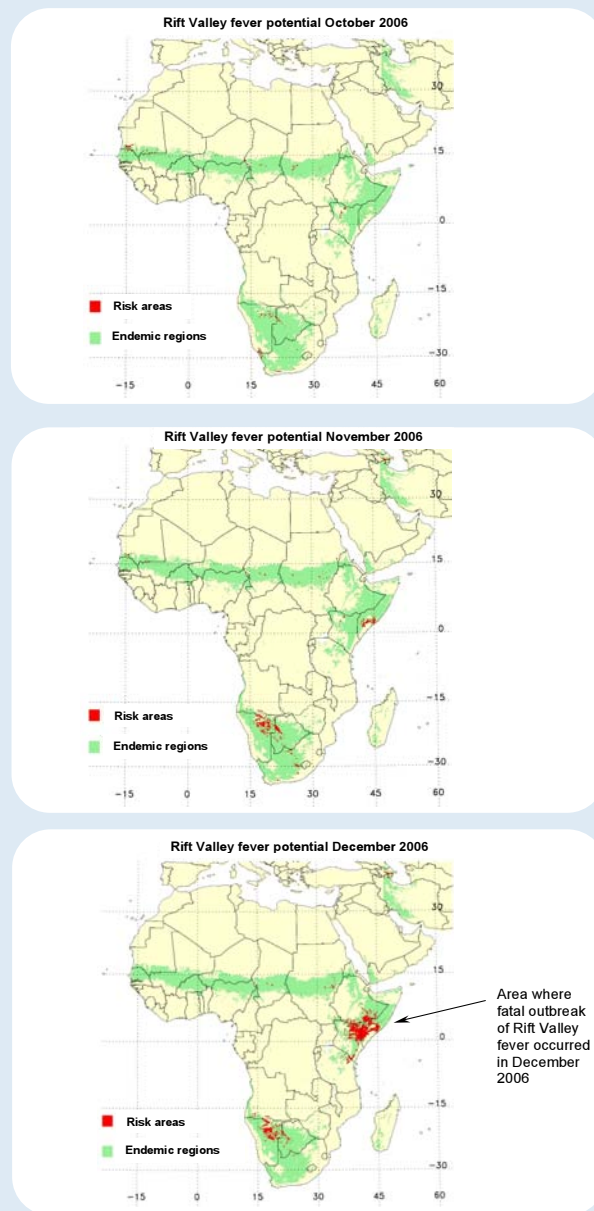 Rift Valley fever potential October 2006
30
15
0
−15
−30
Risk areas
Endemic regions
−15 0 15 30 45 60
Rift Valley fever potential November 2006
30
15
0
−15
−30
Risk areas
Endemic regions
−15 0 15 30 45 60
Rift Valley fever potential December 2006
30
15
0
−15
−30
Area where
fatal outbreak
of Rift Valley
fever occurred
in December
2006
Risk areas
Endemic regions
−15 0 15 30 45 60